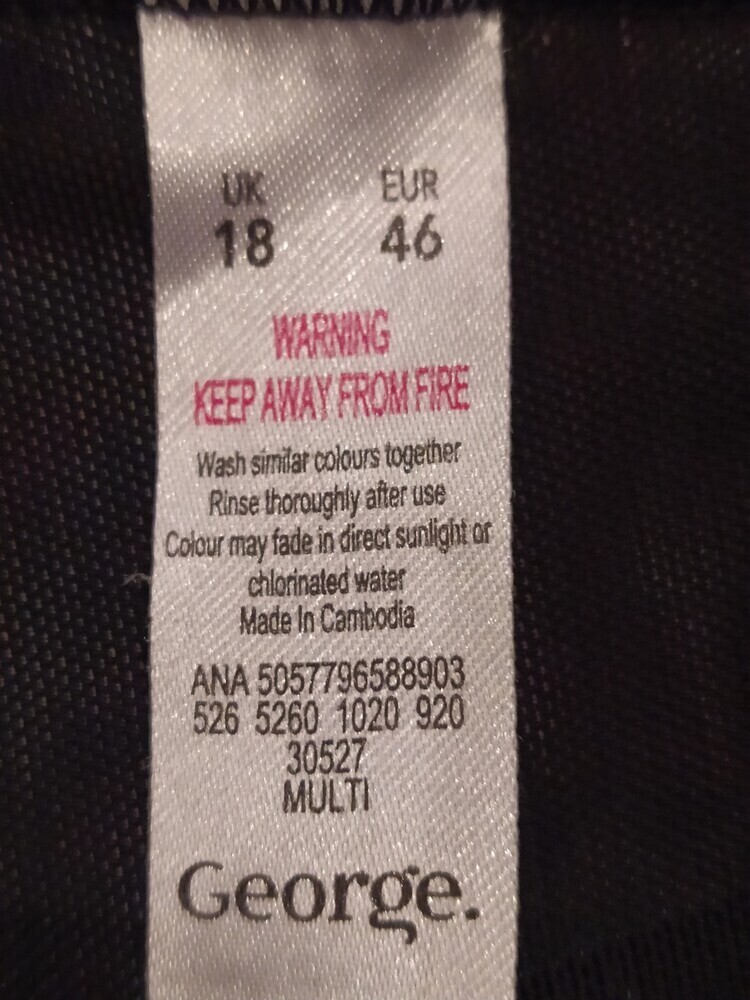 UK EUR
18 46
WARNING
KEEP AWAY FROM FIRE
Wash similar colours together
Rinse thoroughly after use
Colour may fade in direct sunlight or
chlorinated water
Made In Cambodia
ANA 5057796588903
526 5260 1020 920
30527
MULTI
George.